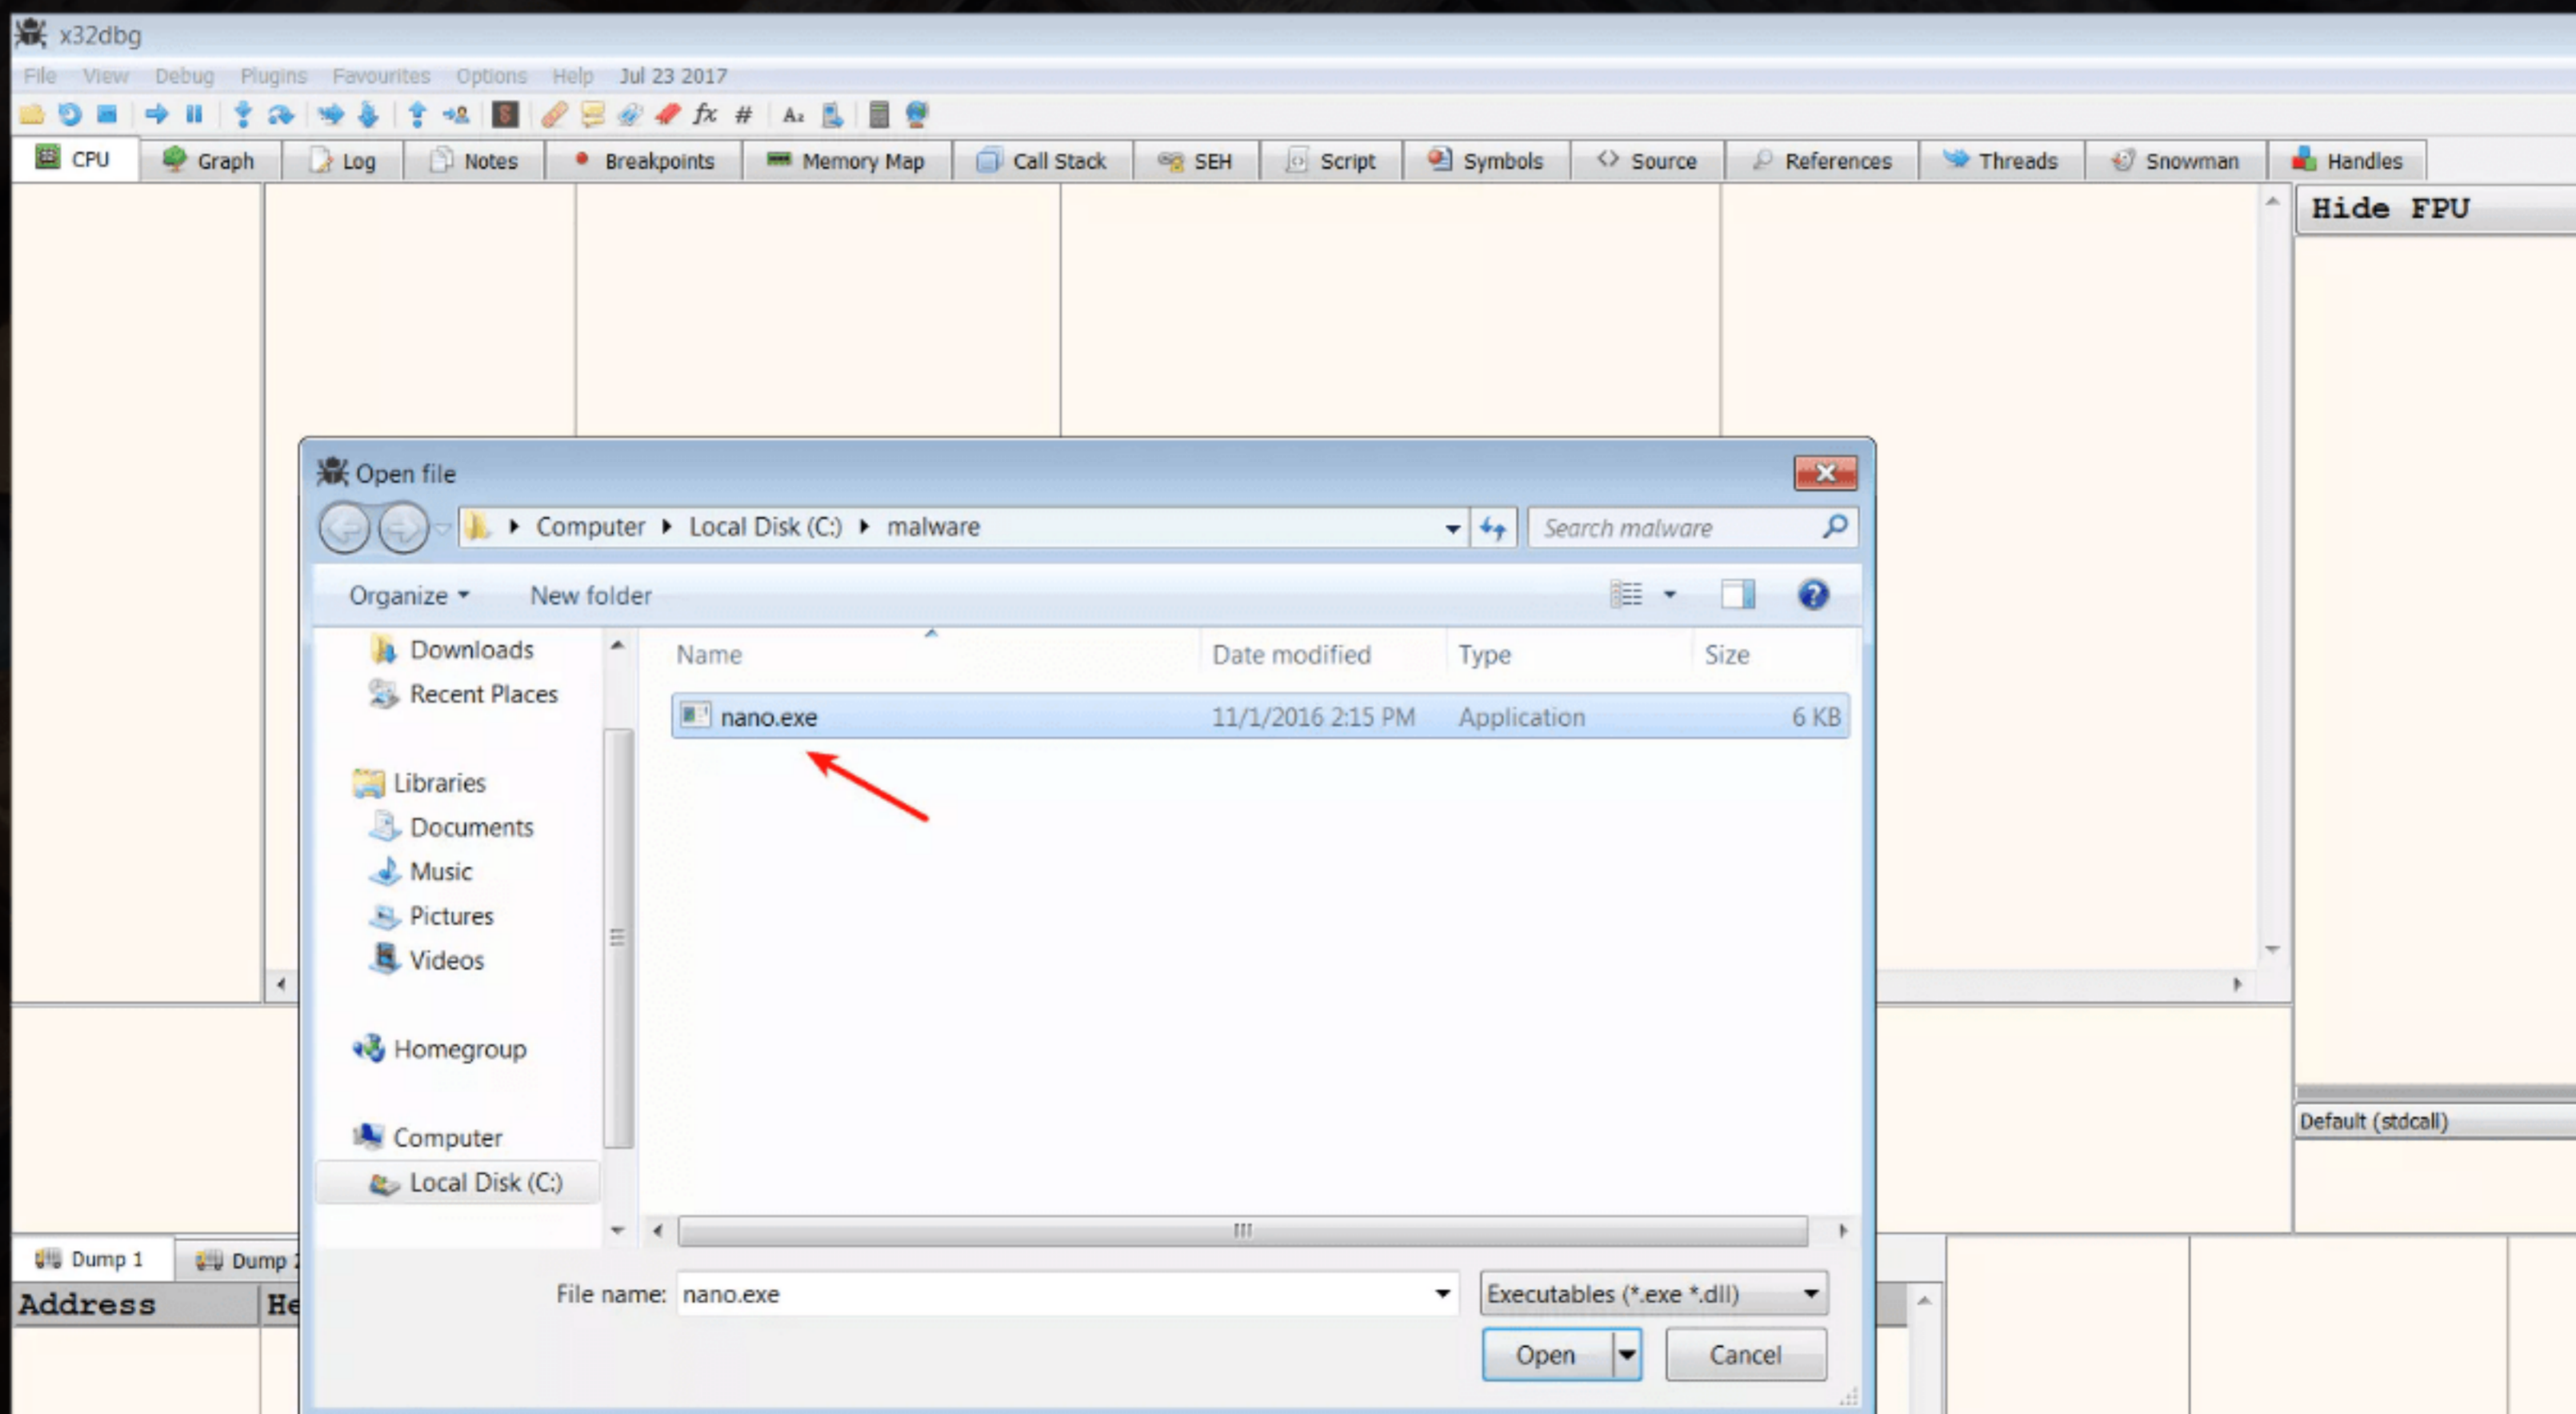 x32dbg
File View Debug Plugins Favourites Options Help Jul 23 2017
CPU Graph Log Notes Breakpoints Memory Map Call Stack SEH Script Symbols Source References Threads Snowman Handles
Hide FPU
Open file
Computer Local Disk (C:) malware
Search malware
Organize New folder
Downloads
Recent Places
Libraries
Documents
Music
Pictures
Videos
Homegroup
Computer
Local Disk (C:)
Name Date modified Type Size
nano.exe 11/1/2016 2:15 PM Application 6 KB
Default (stdcall)
Dump 1 Dump
Address He
File name: nano.exe Executables (*.exe *.dll)
Open Cancel